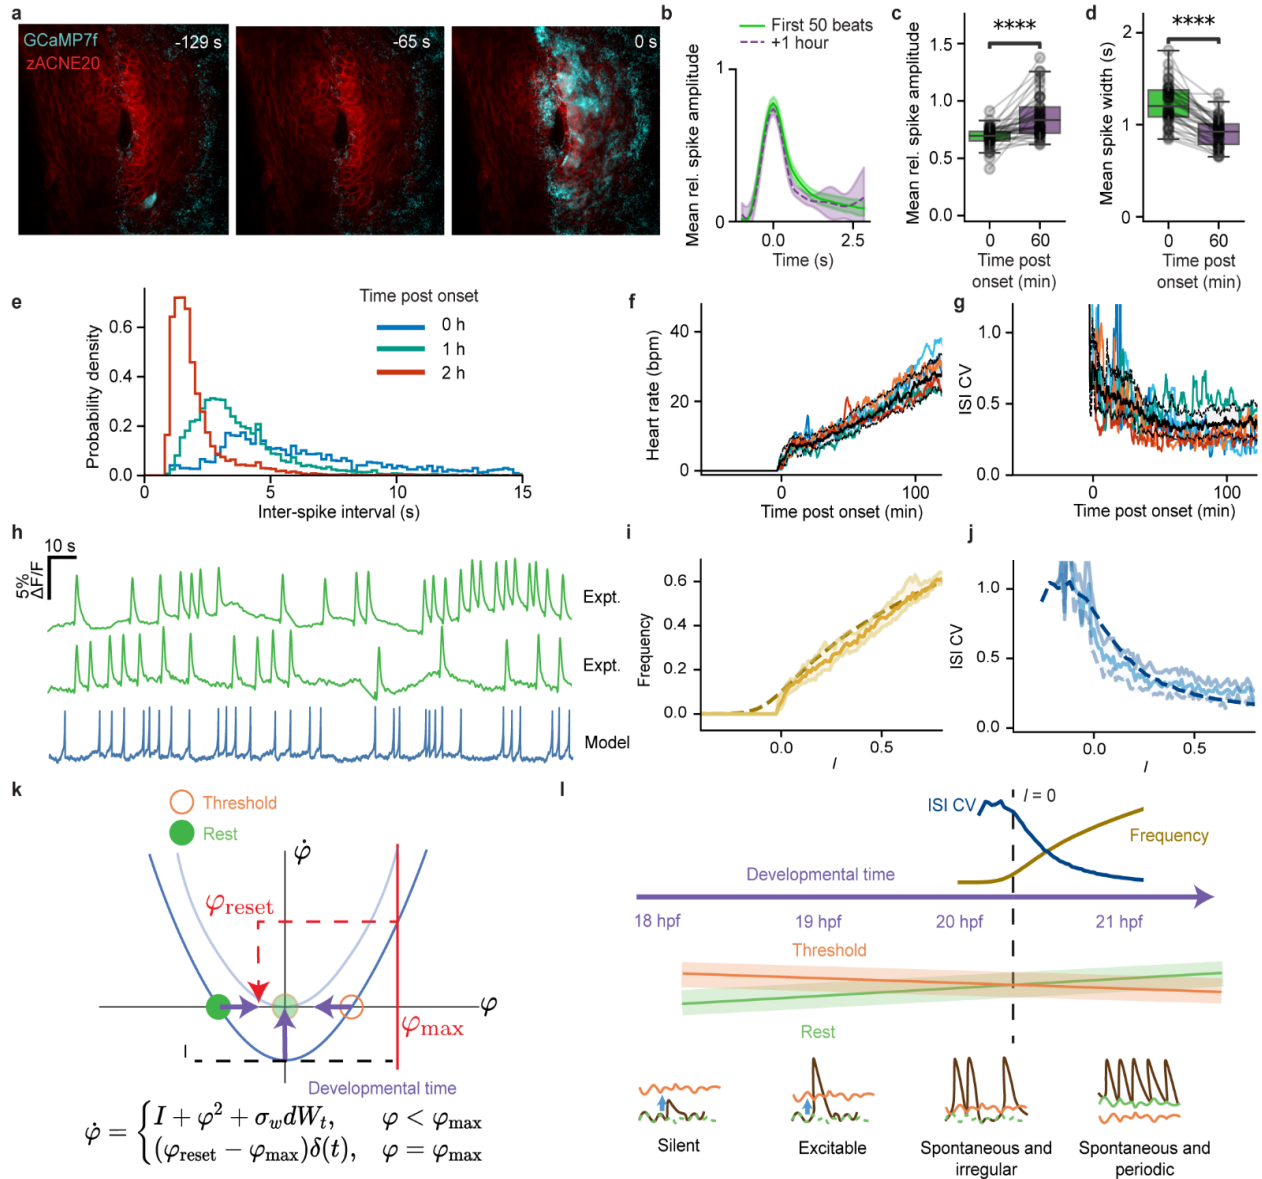 a
GCaMP7f
zACNE20
-129 s
-65 s
0 s
b
First 50 beats
+1 hour
Mean rel. spike amplitude
1
0
0.0
2.5
Time (s)
c
****
Mean rel. spike amplitude
1.5
1.0
0.5
0.0
0
60
Time post
onset (min)
d
****
Mean spike width (s)
2
1
0
0
60
Time post
onset (min)
e
Time post onset
0 h
1 h
2 h
Probability density
0.6
0.4
0.2
0.0
0
5
10
15
Inter-spike interval (s)
f
Heart rate (bpm)
40
20
0
0
100
Time post onset (min)
g
ISI CV
1.0
0.5
0.0
0
100
Time post onset (min)
h
10 s
5%
ΔF/F
Expt.
Expt.
Model
i
Frequency
0.6
0.4
0.2
0.0
0.0
0.5
I
j
ISI CV
1.0
0.5
0.0
0.0
0.5
I
k
Threshold
Rest
φ̇
φ_reset
φ
φ_max
I
Developmental time
φ̇ = { I + φ² + σ_w dW_t, φ < φ_max
(φ_reset − φ_max)δ(t), φ = φ_max
l
ISI CV
I = 0
Frequency
Developmental time
18 hpf
19 hpf
20 hpf
21 hpf
Threshold
Rest
Silent
Excitable
Spontaneous and
irregular
Spontaneous and
periodic